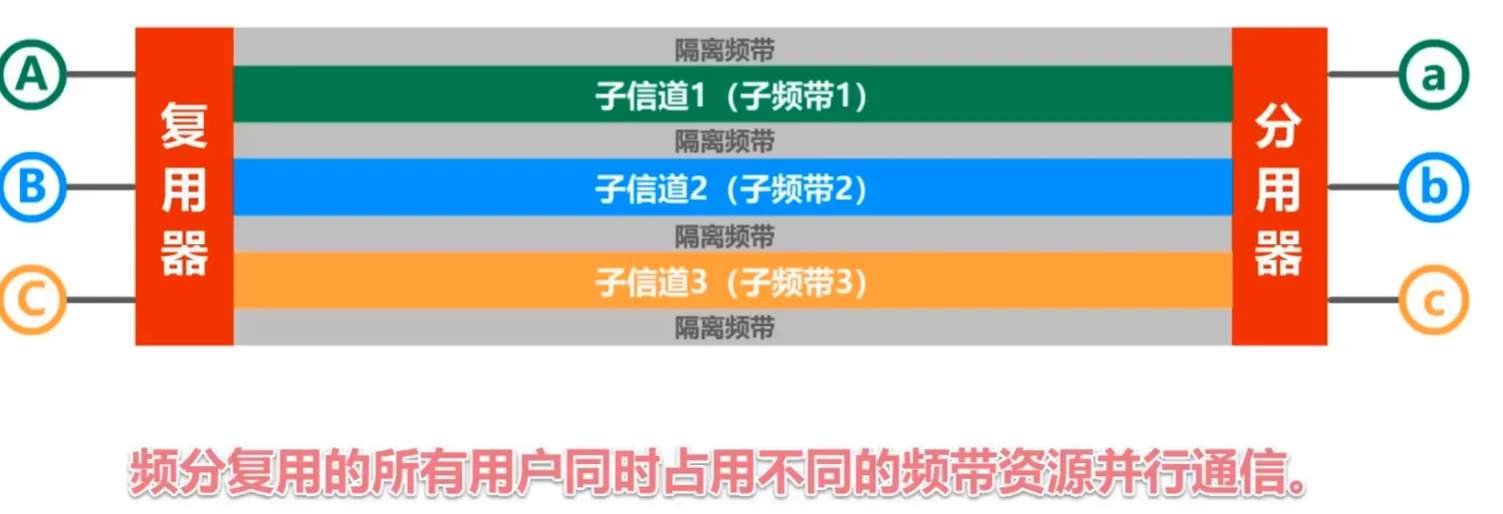 隔离频带
A
子信道1（子频带1）
a
复用器
分用器
隔离频带
B
子信道2（子频带2）
b
隔离频带
C
子信道3（子频带3）
c
隔离频带
频分复用的所有用户同时占用不同的频带资源并行通信。